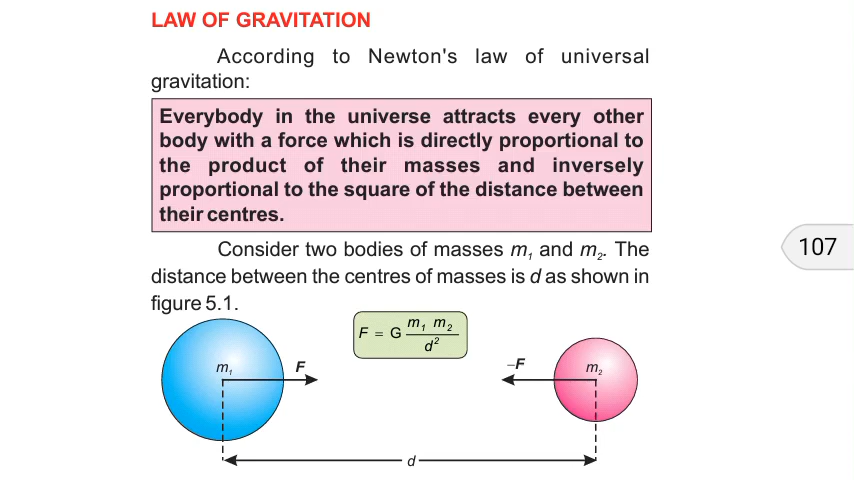 LAW OF GRAVITATION
According to Newton's law of universal
gravitation:
Everybody in the universe attracts every other
body with a force which is directly proportional to
the product of their masses and inversely
proportional to the square of the distance between
their centres.
Consider two bodies of masses m₁ and m₂. The
distance between the centres of masses is d as shown in
figure 5.1.
107
F = G m₁ m₂ / d²
m₁
F
–F
m₂
d